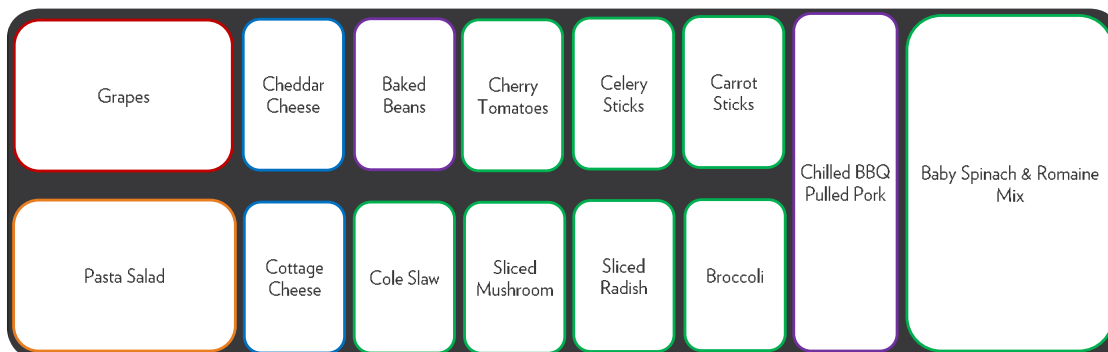 Grapes
Cheddar
Cheese
Baked
Beans
Cherry
Tomatoes
Celery
Sticks
Carrot
Sticks
Chilled BBQ
Pulled Pork
Baby Spinach & Romaine
Mix
Pasta Salad
Cottage
Cheese
Cole Slaw
Sliced
Mushroom
Sliced
Radish
Broccoli